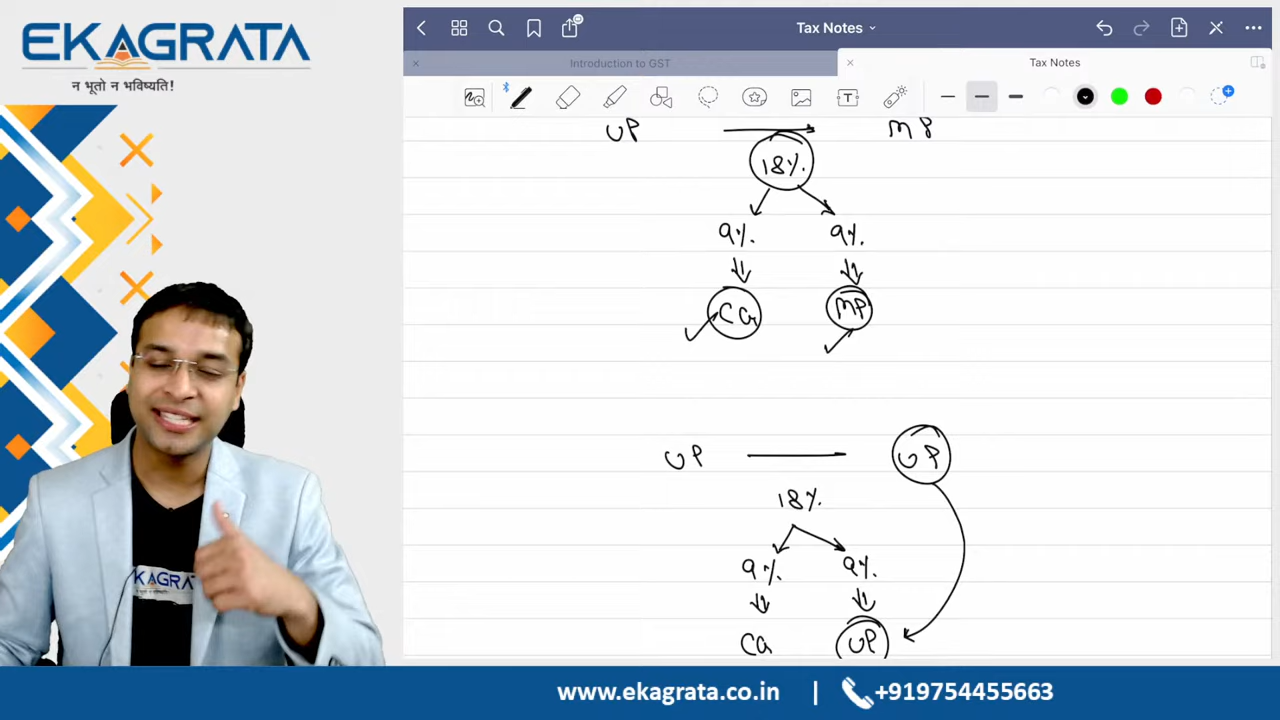 EKAGRATA
न भूतो न भविष्यति!
Tax Notes
Introduction to GST
Tax Notes
UP
MP
18%.
9%.
9%.
CG
MP
UP
UP
18%.
9%.
9%.
CG
UP
EKAGRATA
www.ekagrata.co.in | +919754455663